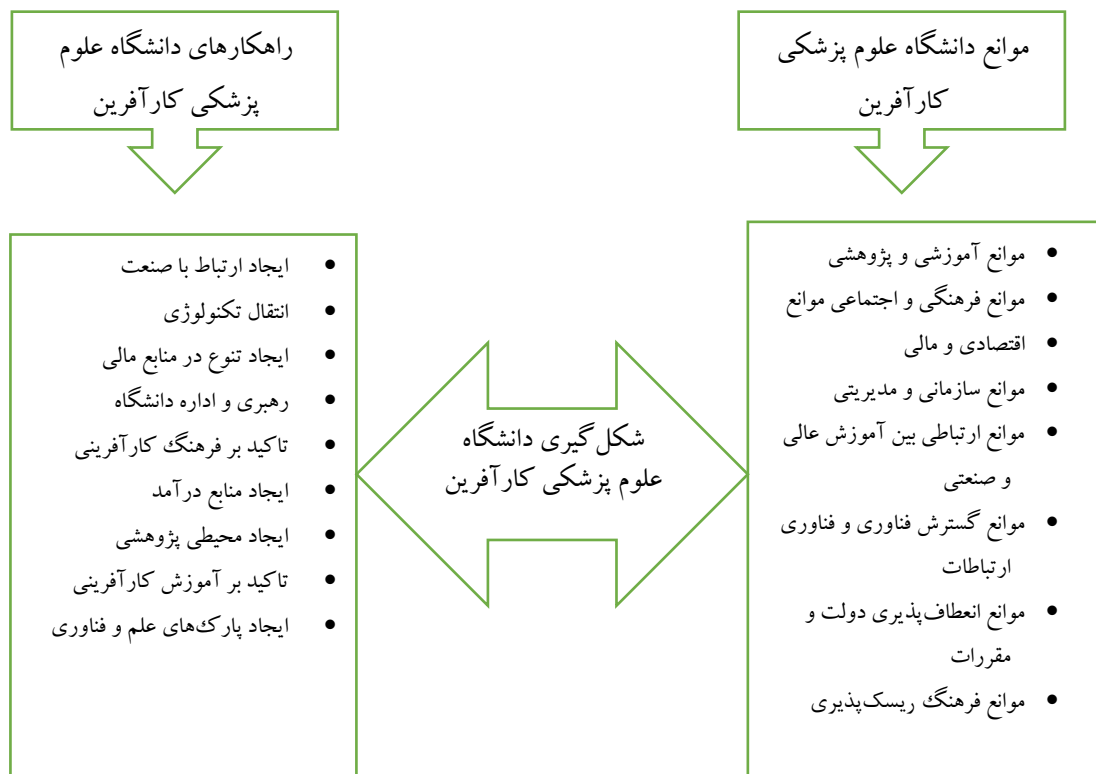 موانع دانشگاه علوم پزشکی
کارآفرین
موانع آموزشی و پژوهشی
موانع فرهنگی و اجتماعی موانع
اقتصادی و مالی
موانع سازمانی و مدیریتی
موانع ارتباطی بین آموزش عالی
و صنعتی
موانع گسترش فناوری و فناوری
ارتباطات
موانع انعطاف‌پذیری دولت و
مقررات
موانع فرهنگ ریسک‌پذیری
شکل‌گیری دانشگاه
علوم پزشکی کارآفرین
راهکارهای دانشگاه علوم
پزشکی کارآفرین
ایجاد ارتباط با صنعت
انتقال تکنولوژی
ایجاد تنوع در منابع مالی
رهبری و اداره دانشگاه
تاکید بر فرهنگ کارآفرینی
ایجاد منابع درآمد
ایجاد محیطی پژوهشی
تاکید بر آموزش کارآفرینی
ایجاد پارک‌های علم و فناوری